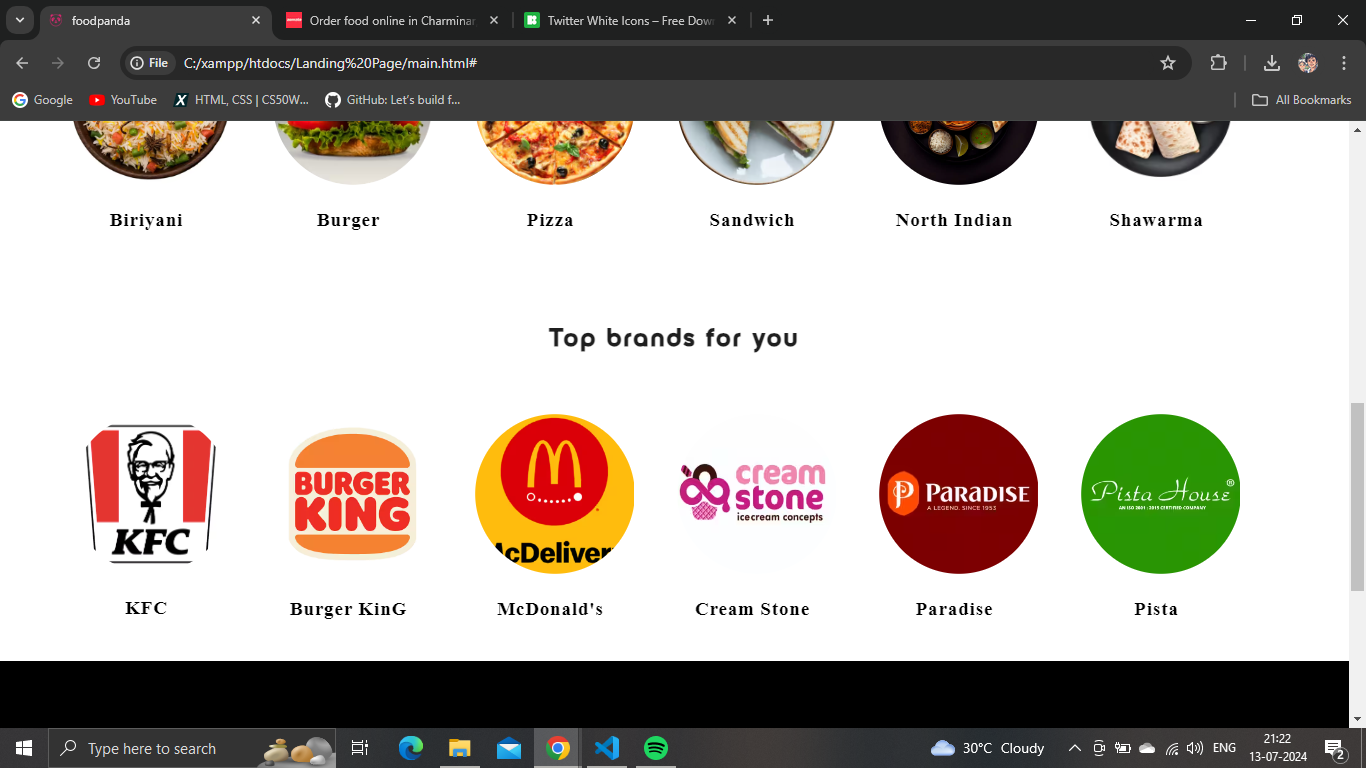 foodpanda
Order food online in Charminar
Twitter White Icons – Free Dow
File
C:/xampp/htdocs/Landing%20Page/main.html#
Google
YouTube
HTML, CSS | CS50W...
GitHub: Let's build f...
All Bookmarks
Biriyani
Burger
Pizza
Sandwich
North Indian
Shawarma
Top brands for you
KFC
BURGER
KING
McDelivery
cream
stone
icecream concepts
PARADISE
A LEGEND. SINCE 1953
Pista House®
AN ISO 2001 : 2015 CERTIFIED COMPANY
KFC
Burger KinG
McDonald's
Cream Stone
Paradise
Pista
Type here to search
30°C Cloudy
ENG
21:22
13-07-2024
2